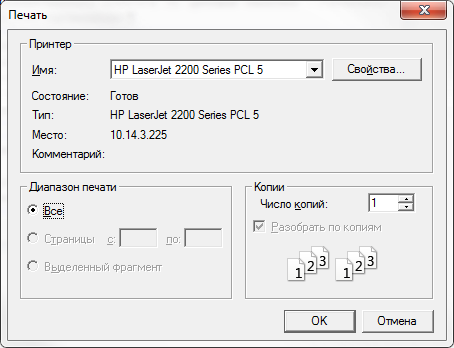 Печать
Принтер
Имя: HP LaserJet 2200 Series PCL 5 Свойства...
Состояние: Готов
Тип: HP LaserJet 2200 Series PCL 5
Место: 10.14.3.225
Комментарий:
Диапазон печати
Все
Страницы с: по:
Выделенный фрагмент
Копии
Число копий: 1
Разобрать по копиям
1 2 3 1 2 3
OK Отмена